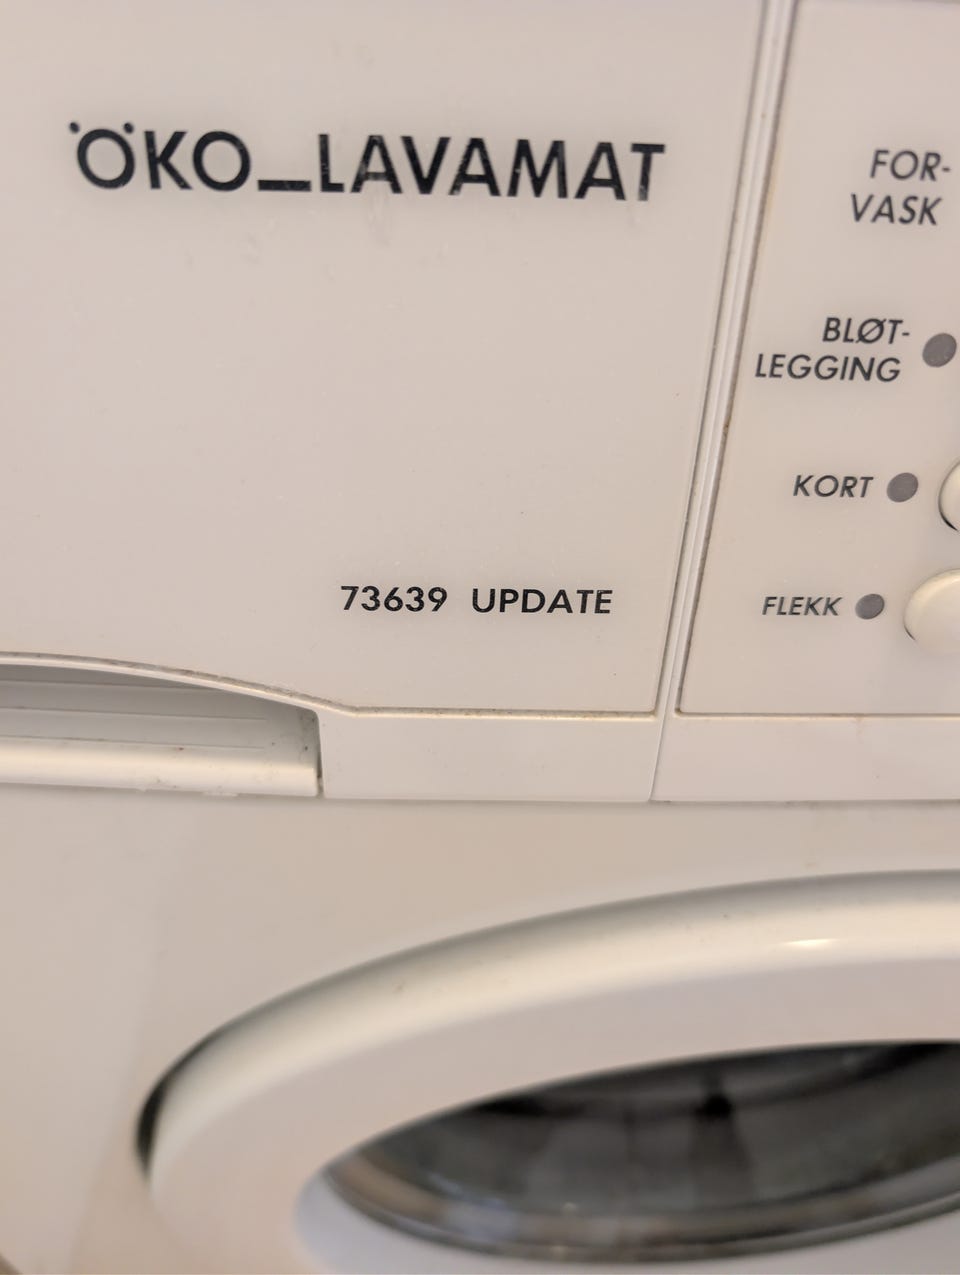 ÖKO_LAVAMAT
73639 UPDATE
FOR-
VASK
BLØT-
LEGGING
KORT
FLEKK